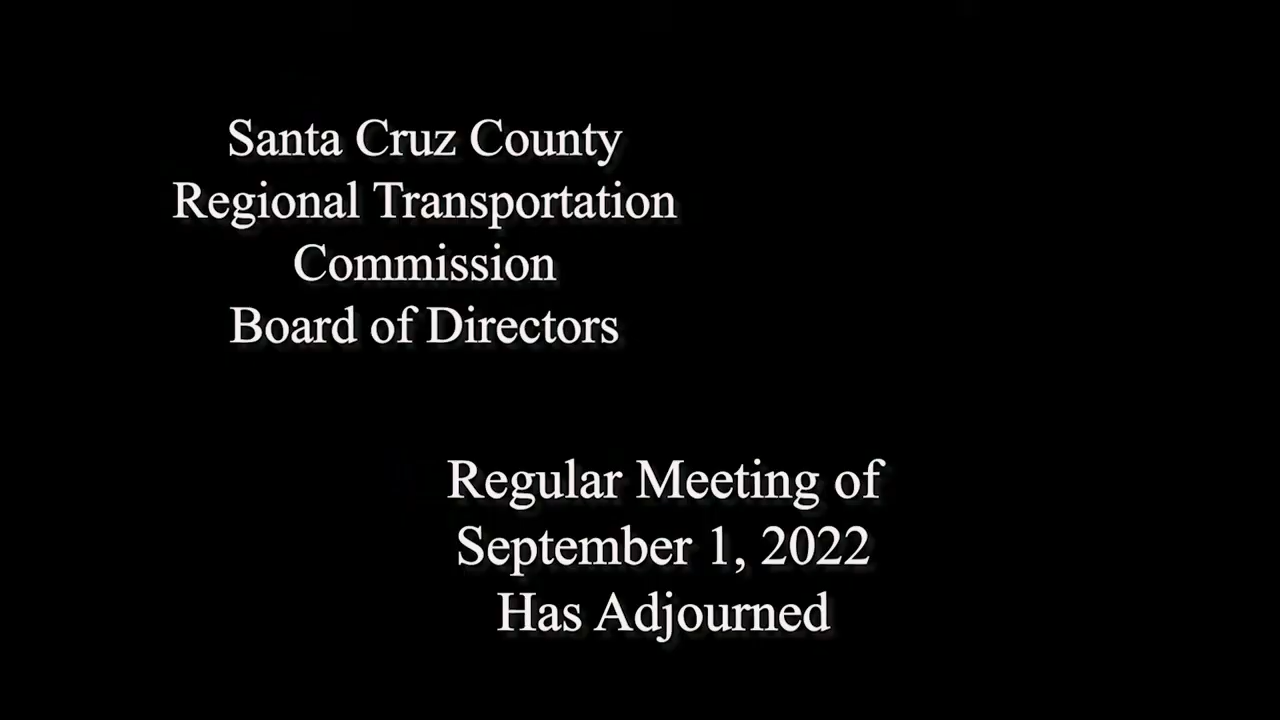 Santa Cruz County
Regional Transportation
Commission
Board of Directors
Regular Meeting of
September 1, 2022
Has Adjourned